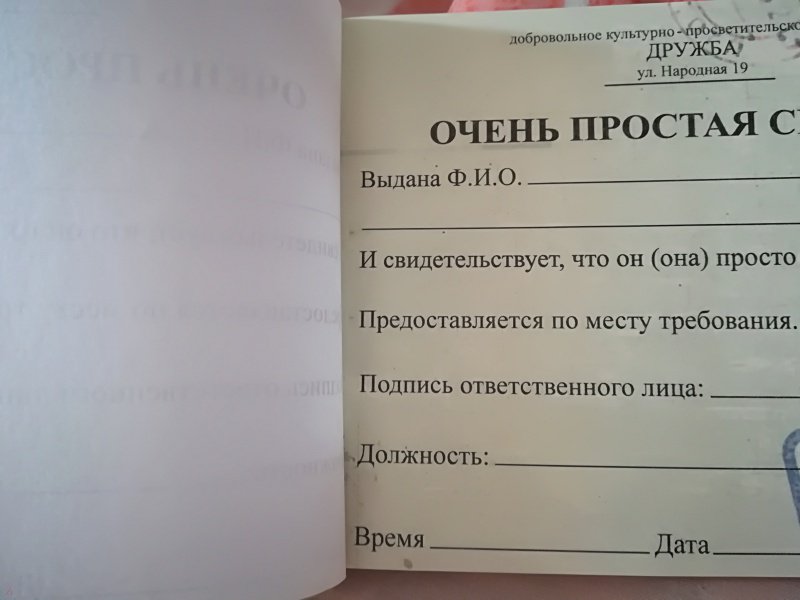 добровольное культурно - просветительско
ДРУЖБА
ул. Народная 19
ОЧЕНЬ ПРОСТАЯ С
Выдана Ф.И.О.
И свидетельствует, что он (она) просто
Предоставляется по месту требования.
Подпись ответственного лица:
Должность:
Время Дата